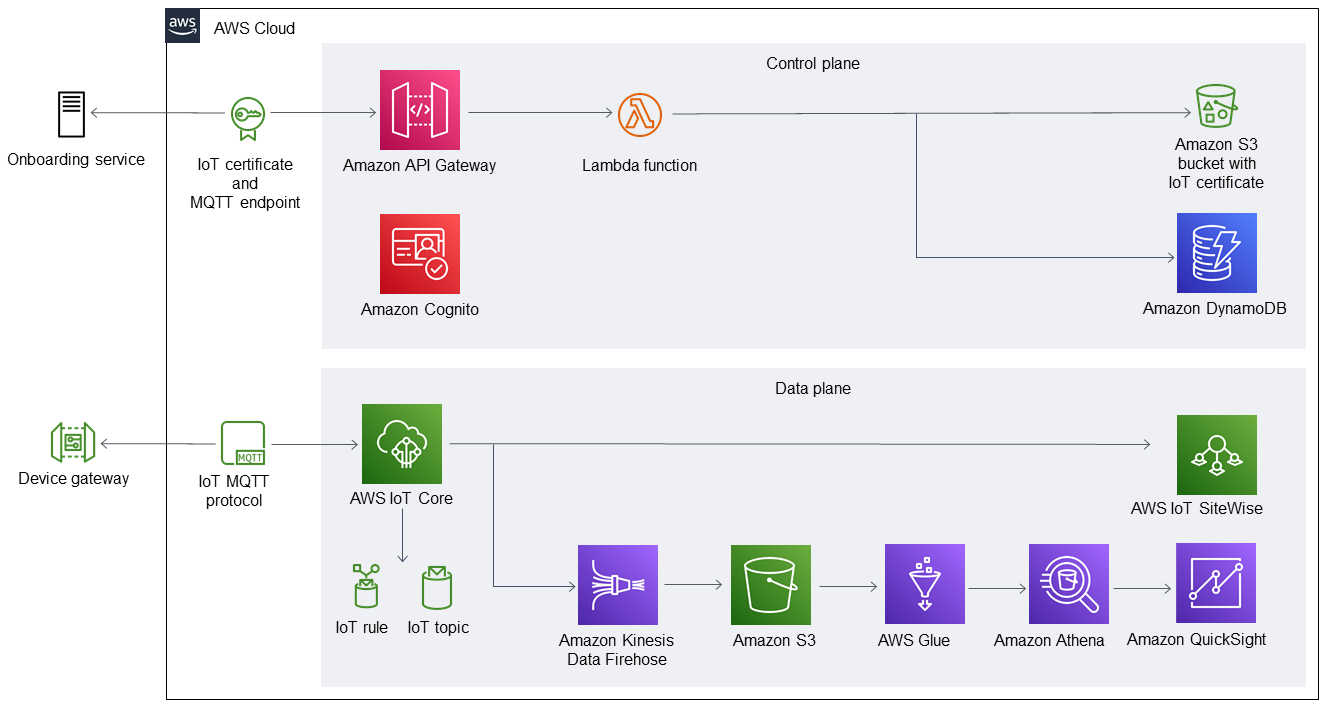 aws
AWS Cloud
Control plane
Onboarding service
IoT certificate
and
MQTT endpoint
Amazon API Gateway
</>
Lambda function
Amazon S3
bucket with
IoT certificate
Amazon Cognito
Amazon DynamoDB
Data plane
Device gateway
MQTT
IoT MQTT
protocol
AWS IoT Core
AWS IoT SiteWise
IoT rule
IoT topic
Amazon Kinesis
Data Firehose
Amazon S3
AWS Glue
Amazon Athena
Amazon QuickSight